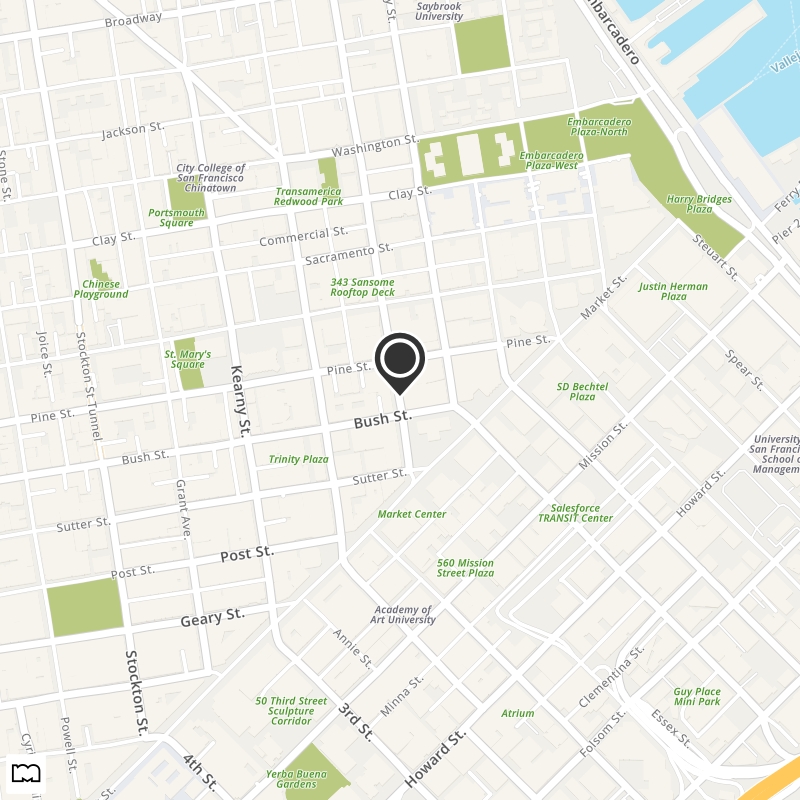 Saybrook
University
Broadway
y St.
Embarcadero
Vallej
Jackson St.
Washington St.
Embarcadero
Plaza-North
Stone St.
City College of
San Francisco
Chinatown
Embarcadero
Plaza-West
Transamerica
Redwood Park
Clay St.
Ferry
Harry Bridges
Plaza
Portsmouth
Square
Pier 2
Clay St.
Commercial St.
Sacramento St.
Steuart St.
Chinese
Playground
343 Sansome
Rooftop Deck
Market St.
Justin Herman
Plaza
Joice St.
Stockton St Tunnel
St. Mary's
Square
Pine St.
Pine St.
Spear St.
Kearny St.
SD Bechtel
Plaza
Pine St.
Bush St.
Mission St.
University
San Franci
School o
Managem
Bush St.
Trinity Plaza
Sutter St.
Howard St.
Grant Ave.
Sutter St.
Market Center
Salesforce
TRANSIT Center
Post St.
Post St.
560 Mission
Street Plaza
Geary St.
Academy of
Art University
Annie St.
Stockton St.
Clementina St.
Minna St.
Guy Place
Mini Park
50 Third Street
Sculpture
Corridor
3rd St.
Atrium
Essex St.
Folsom St.
Powell St.
Cyri
Howard St.
4th St.
Yerba Buena
Gardens
St.